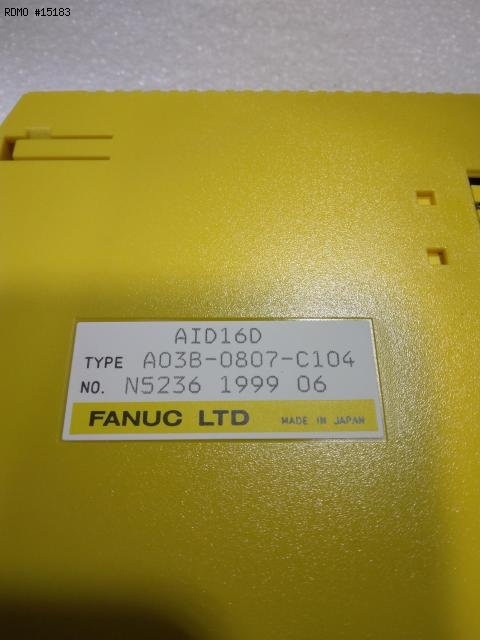 RDMO #15183
AID16D
TYPE A03B-0807-C104
NO. N5236 1999 06
FANUC LTD MADE IN JAPAN